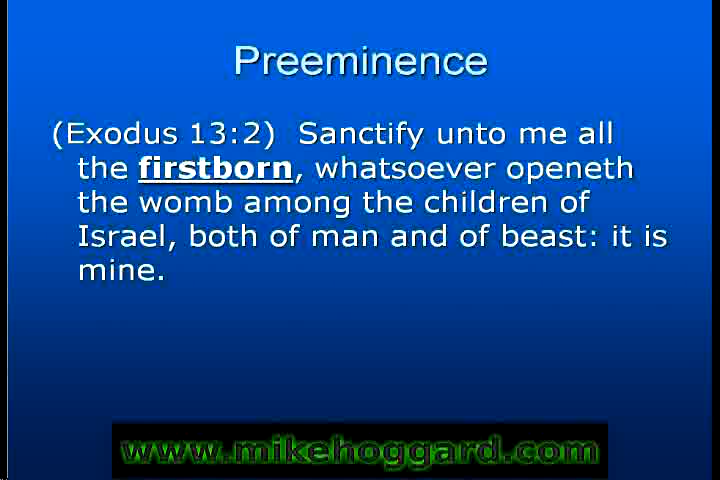 Preeminence
(Exodus 13:2) Sanctify unto me all
the firstborn, whatsoever openeth
the womb among the children of
Israel, both of man and of beast: it is
mine.
www.mikehoggard.com